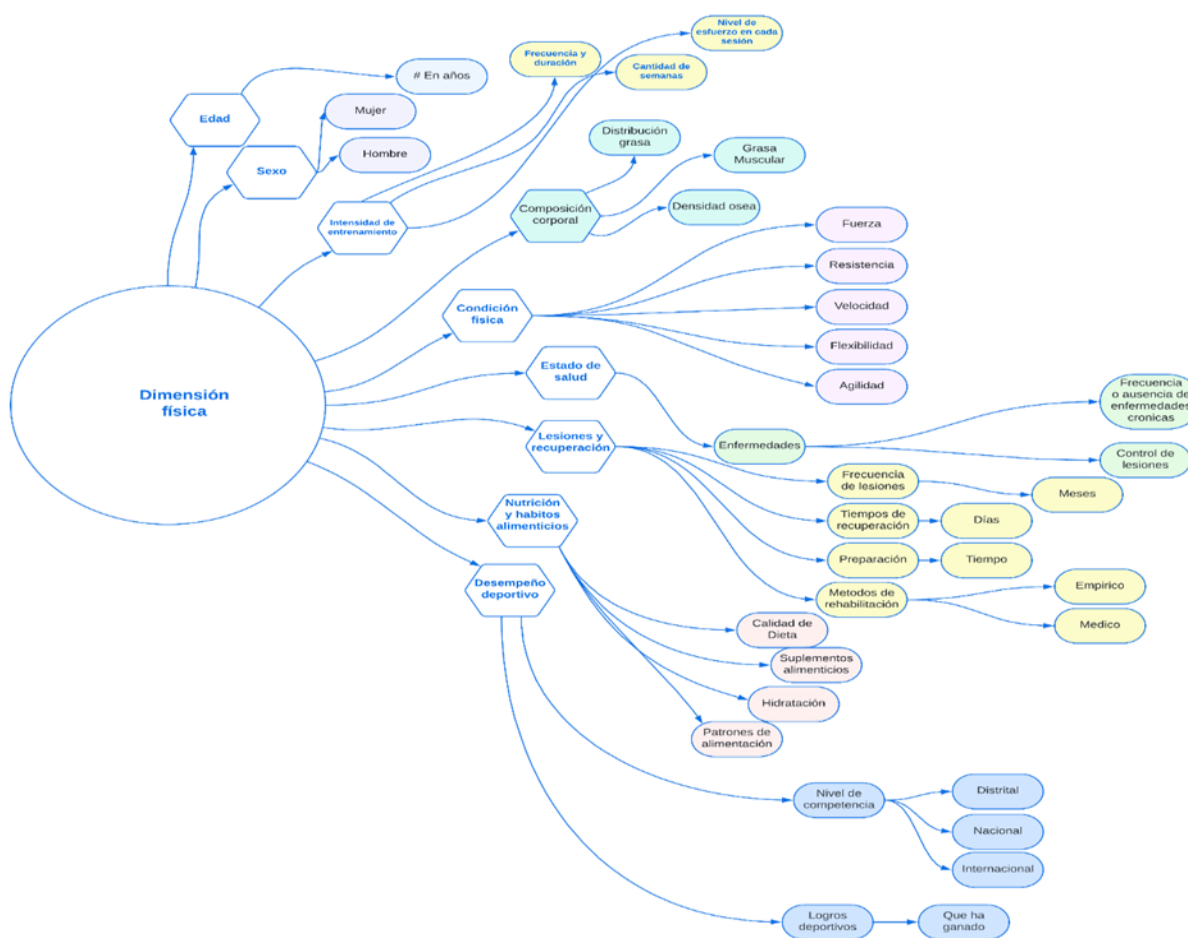 Nivel de
esfuerzo en cada
sesión
Frecuencia y
duración
Cantidad de
semanas
# En años
Edad
Mujer
Sexo
Hombre
Intensidad de
entrenamiento
Distribución
grasa
Grasa
Muscular
Composición
corporal
Densidad osea
Fuerza
Resistencia
Condición
física
Velocidad
Flexibilidad
Agilidad
Dimensión
física
Estado de
salud
Frecuencia
o ausencia de
enfermedades
cronicas
Lesiones y
recuperación
Enfermedades
Control de
lesiones
Frecuencia
de lesiones
Meses
Tiempos de
recuperación
Días
Preparación
Tiempo
Metodos de
rehabilitación
Empirico
Medico
Nutrición
y habitos
alimenticios
Desempeño
deportivo
Calidad de
Dieta
Suplementos
alimenticios
Hidratación
Patrones de
alimentación
Nivel de
competencia
Distrital
Nacional
Internacional
Logros
deportivos
Que ha
ganado